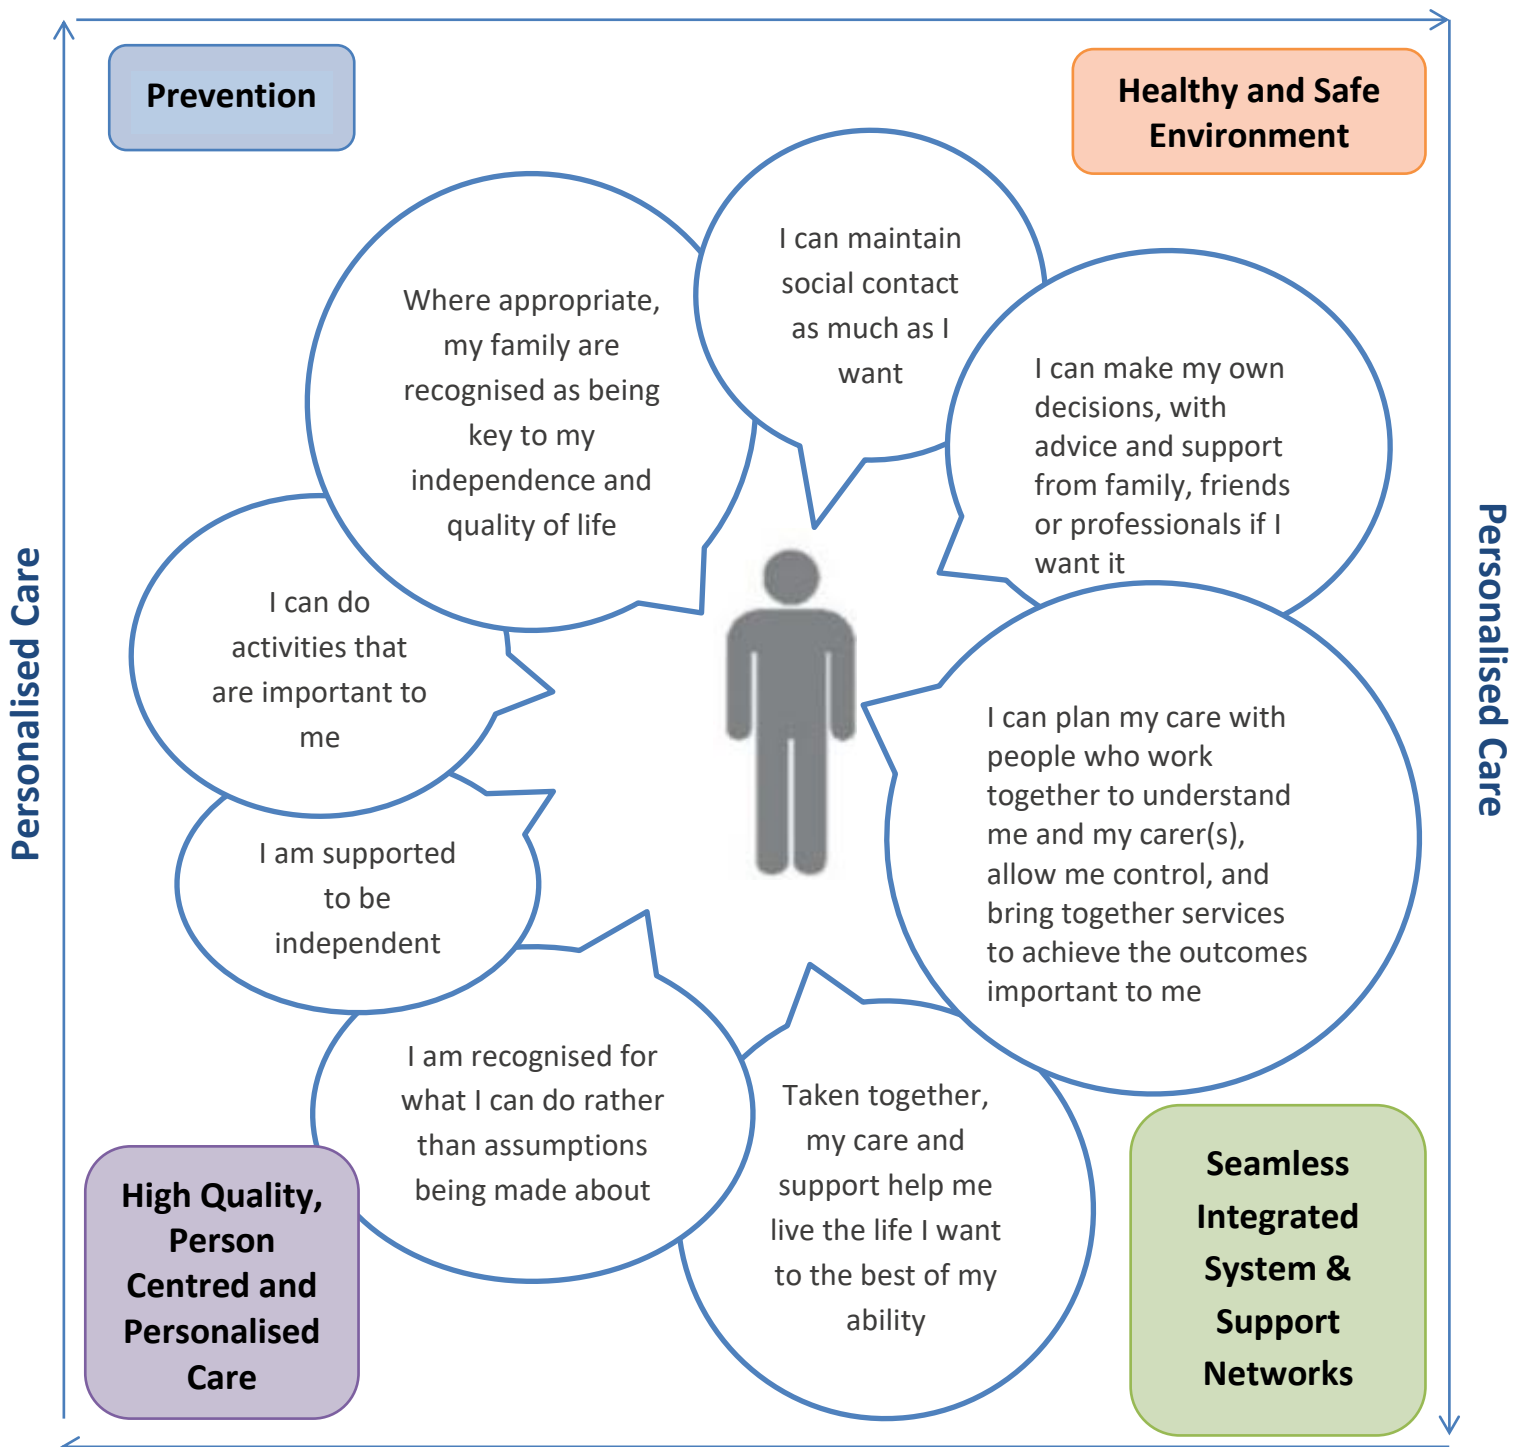 Prevention
Healthy and Safe
Environment
I can maintain
social contact
as much as I
want
Where appropriate,
my family are
recognised as being
key to my
independence and
quality of life
I can make my own
decisions, with
advice and support
from family, friends
or professionals if I
want it
Personalised Care
Personalised Care
I can do
activities that
are important to
me
I can plan my care with
people who work
together to understand
me and my carer(s),
allow me control, and
bring together services
to achieve the outcomes
important to me
I am supported
to be
independent
I am recognised for
what I can do rather
than assumptions
being made about
Taken together,
my care and
support help me
live the life I want
to the best of my
ability
High Quality,
Person
Centred and
Personalised
Care
Seamless
Integrated
System &
Support
Networks